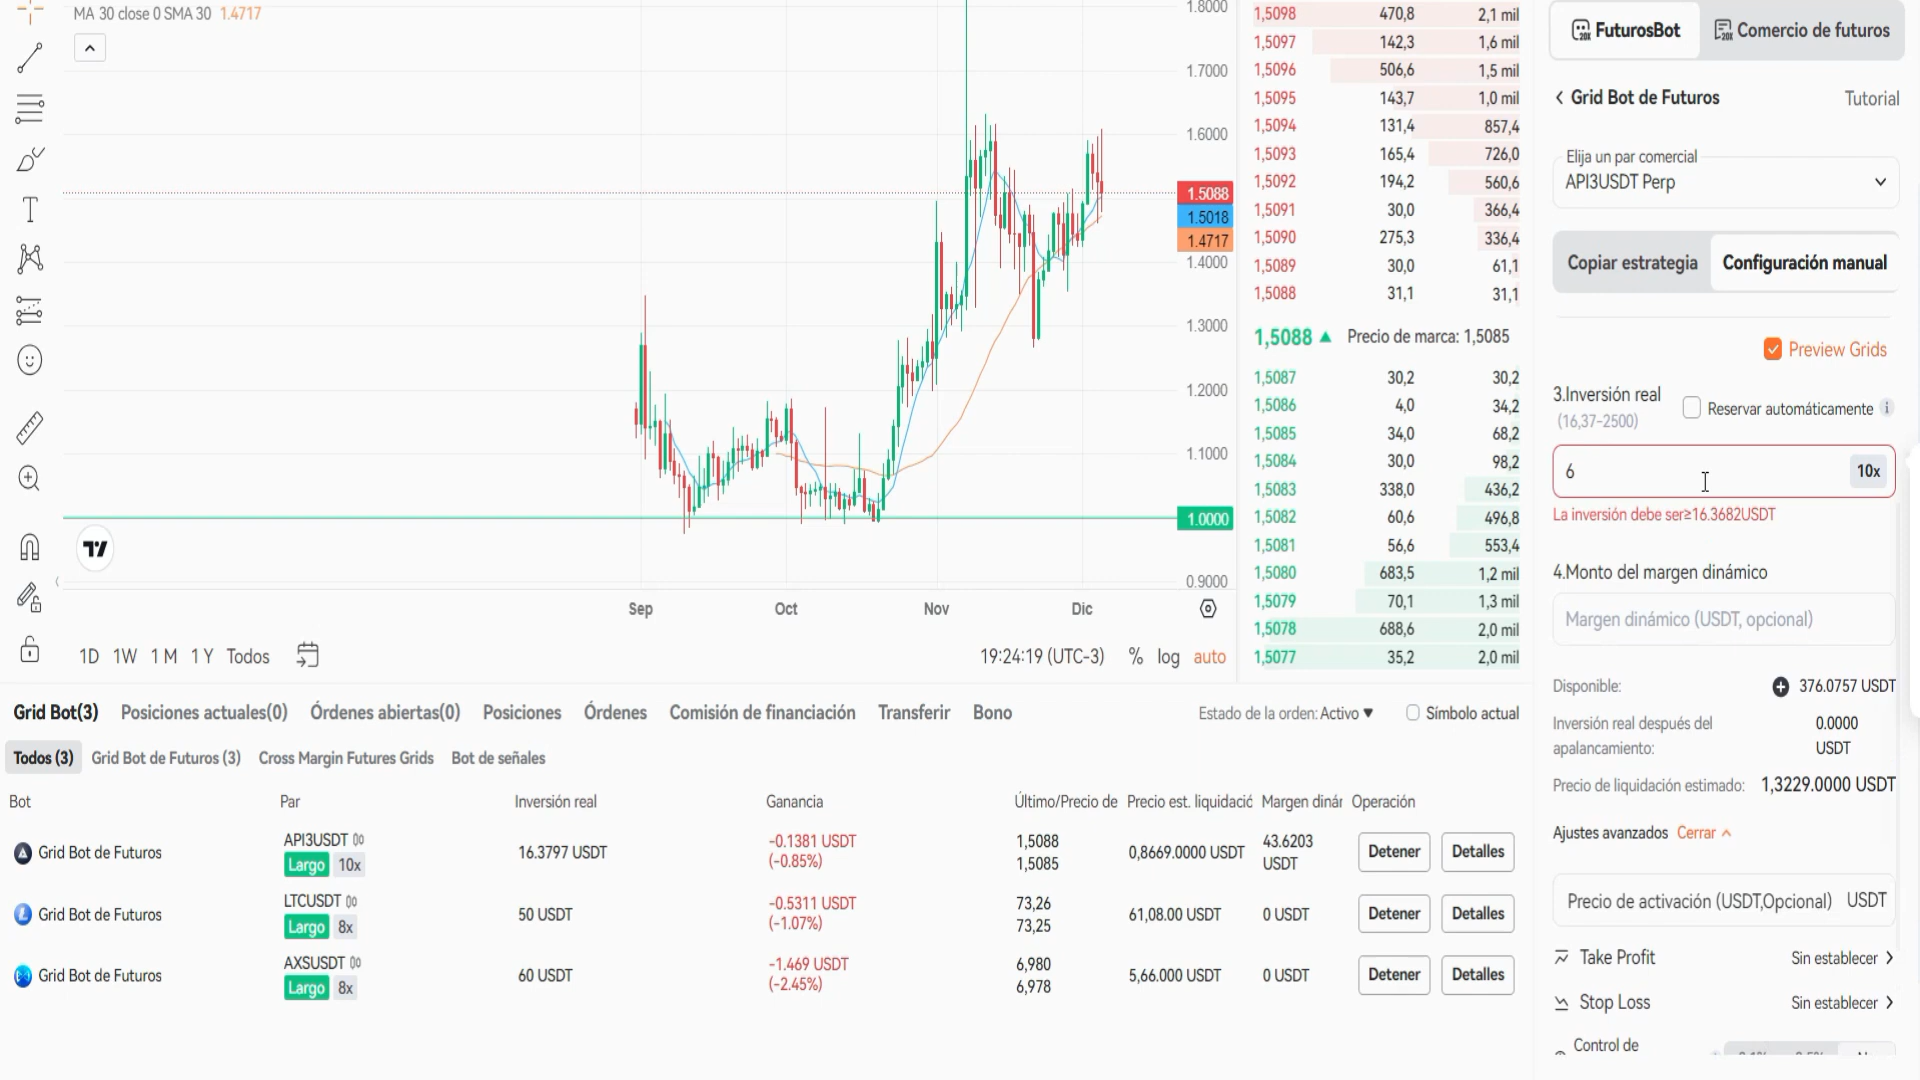 MA 30 close 0 SMA 30 1.4717
1.8000
1.7000
1.6000
1.5088
1.5018
1.4717
1.4000
1.3000
1.2000
1.1000
1.0000
0.9000
Sep Oct Nov Dic
1D 1W 1 M 1 Y Todos
19:24:19 (UTC-3) % log auto
1,5098 470,8 2,1 mil
1,5097 142,3 1,6 mil
1,5096 506,6 1,5 mil
1,5095 143,7 1,0 mil
1,5094 131,4 857,4
1,5093 165,4 726,0
1,5092 194,2 560,6
1,5091 30,0 366,4
1,5090 275,3 336,4
1,5089 30,0 61,1
1,5088 31,1 31,1
1,5088 Precio de marca: 1,5085
1,5087 30,2 30,2
1,5086 4,0 34,2
1,5085 34,0 68,2
1,5084 30,0 98,2
1,5083 338,0 436,2
1,5082 60,6 496,8
1,5081 56,6 553,4
1,5080 683,5 1,2 mil
1,5079 70,1 1,3 mil
1,5078 688,6 2,0 mil
1,5077 35,2 2,0 mil
FuturosBot Comercio de futuros
Grid Bot de Futuros Tutorial
Elija un par comercial
API3USDT Perp
Copiar estrategia Configuración manual
Preview Grids
3.Inversión real
(16,37-2500)
Reservar automáticamente
6 10x
La inversión debe ser≥16.3682USDT
4.Monto del margen dinámico
Margen dinámico (USDT, opcional)
Disponible: 376.0757 USDT
Inversión real después del
apalancamiento:
0.0000
USDT
Precio de liquidación estimado: 1,3229.0000 USDT
Ajustes avanzados Cerrar
Precio de activación (USDT,Opcional) USDT
Take Profit Sin establecer
Stop Loss Sin establecer
Control de
Grid Bot(3) Posiciones actuales(0) Órdenes abiertas(0) Posiciones Órdenes Comisión de financiación Transferir Bono
Estado de la orden: Activo Símbolo actual
Todos (3) Grid Bot de Futuros (3) Cross Margin Futures Grids Bot de señales
Bot Par Inversión real Ganancia Último/Precio de Precio est. liquidació Margen dinár Operación
Grid Bot de Futuros
API3USDT
Largo 10x
16.3797 USDT
-0.1381 USDT
(-0.85%)
1,5088
1,5085
0,8669.0000 USDT
43.6203
USDT
Detener Detalles
Grid Bot de Futuros
LTCUSDT
Largo 8x
50 USDT
-0.5311 USDT
(-1.07%)
73,26
73,25
61,08.00 USDT
0 USDT
Detener Detalles
Grid Bot de Futuros
AXSUSDT
Largo 8x
60 USDT
-1.469 USDT
(-2.45%)
6,980
6,978
5,66.000 USDT
0 USDT
Detener Detalles